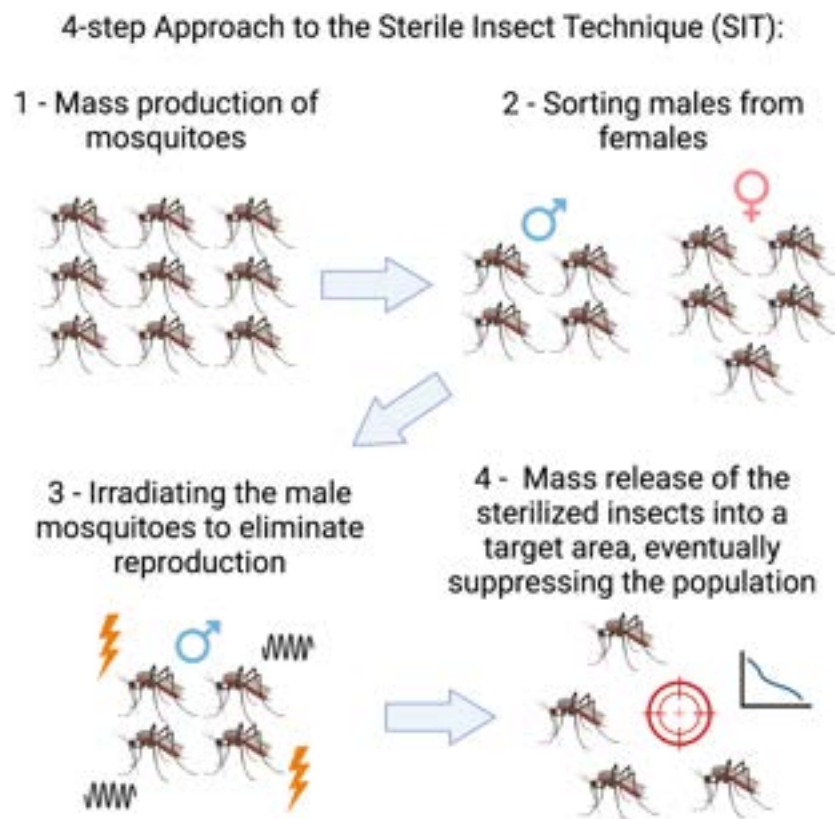 4-step Approach to the Sterile Insect Technique (SIT):
1 - Mass production of
mosquitoes
2 - Sorting males from
females
3 - Irradiating the male
mosquitoes to eliminate
reproduction
4 -  Mass release of the
sterilized insects into a
target area, eventually
suppressing the population